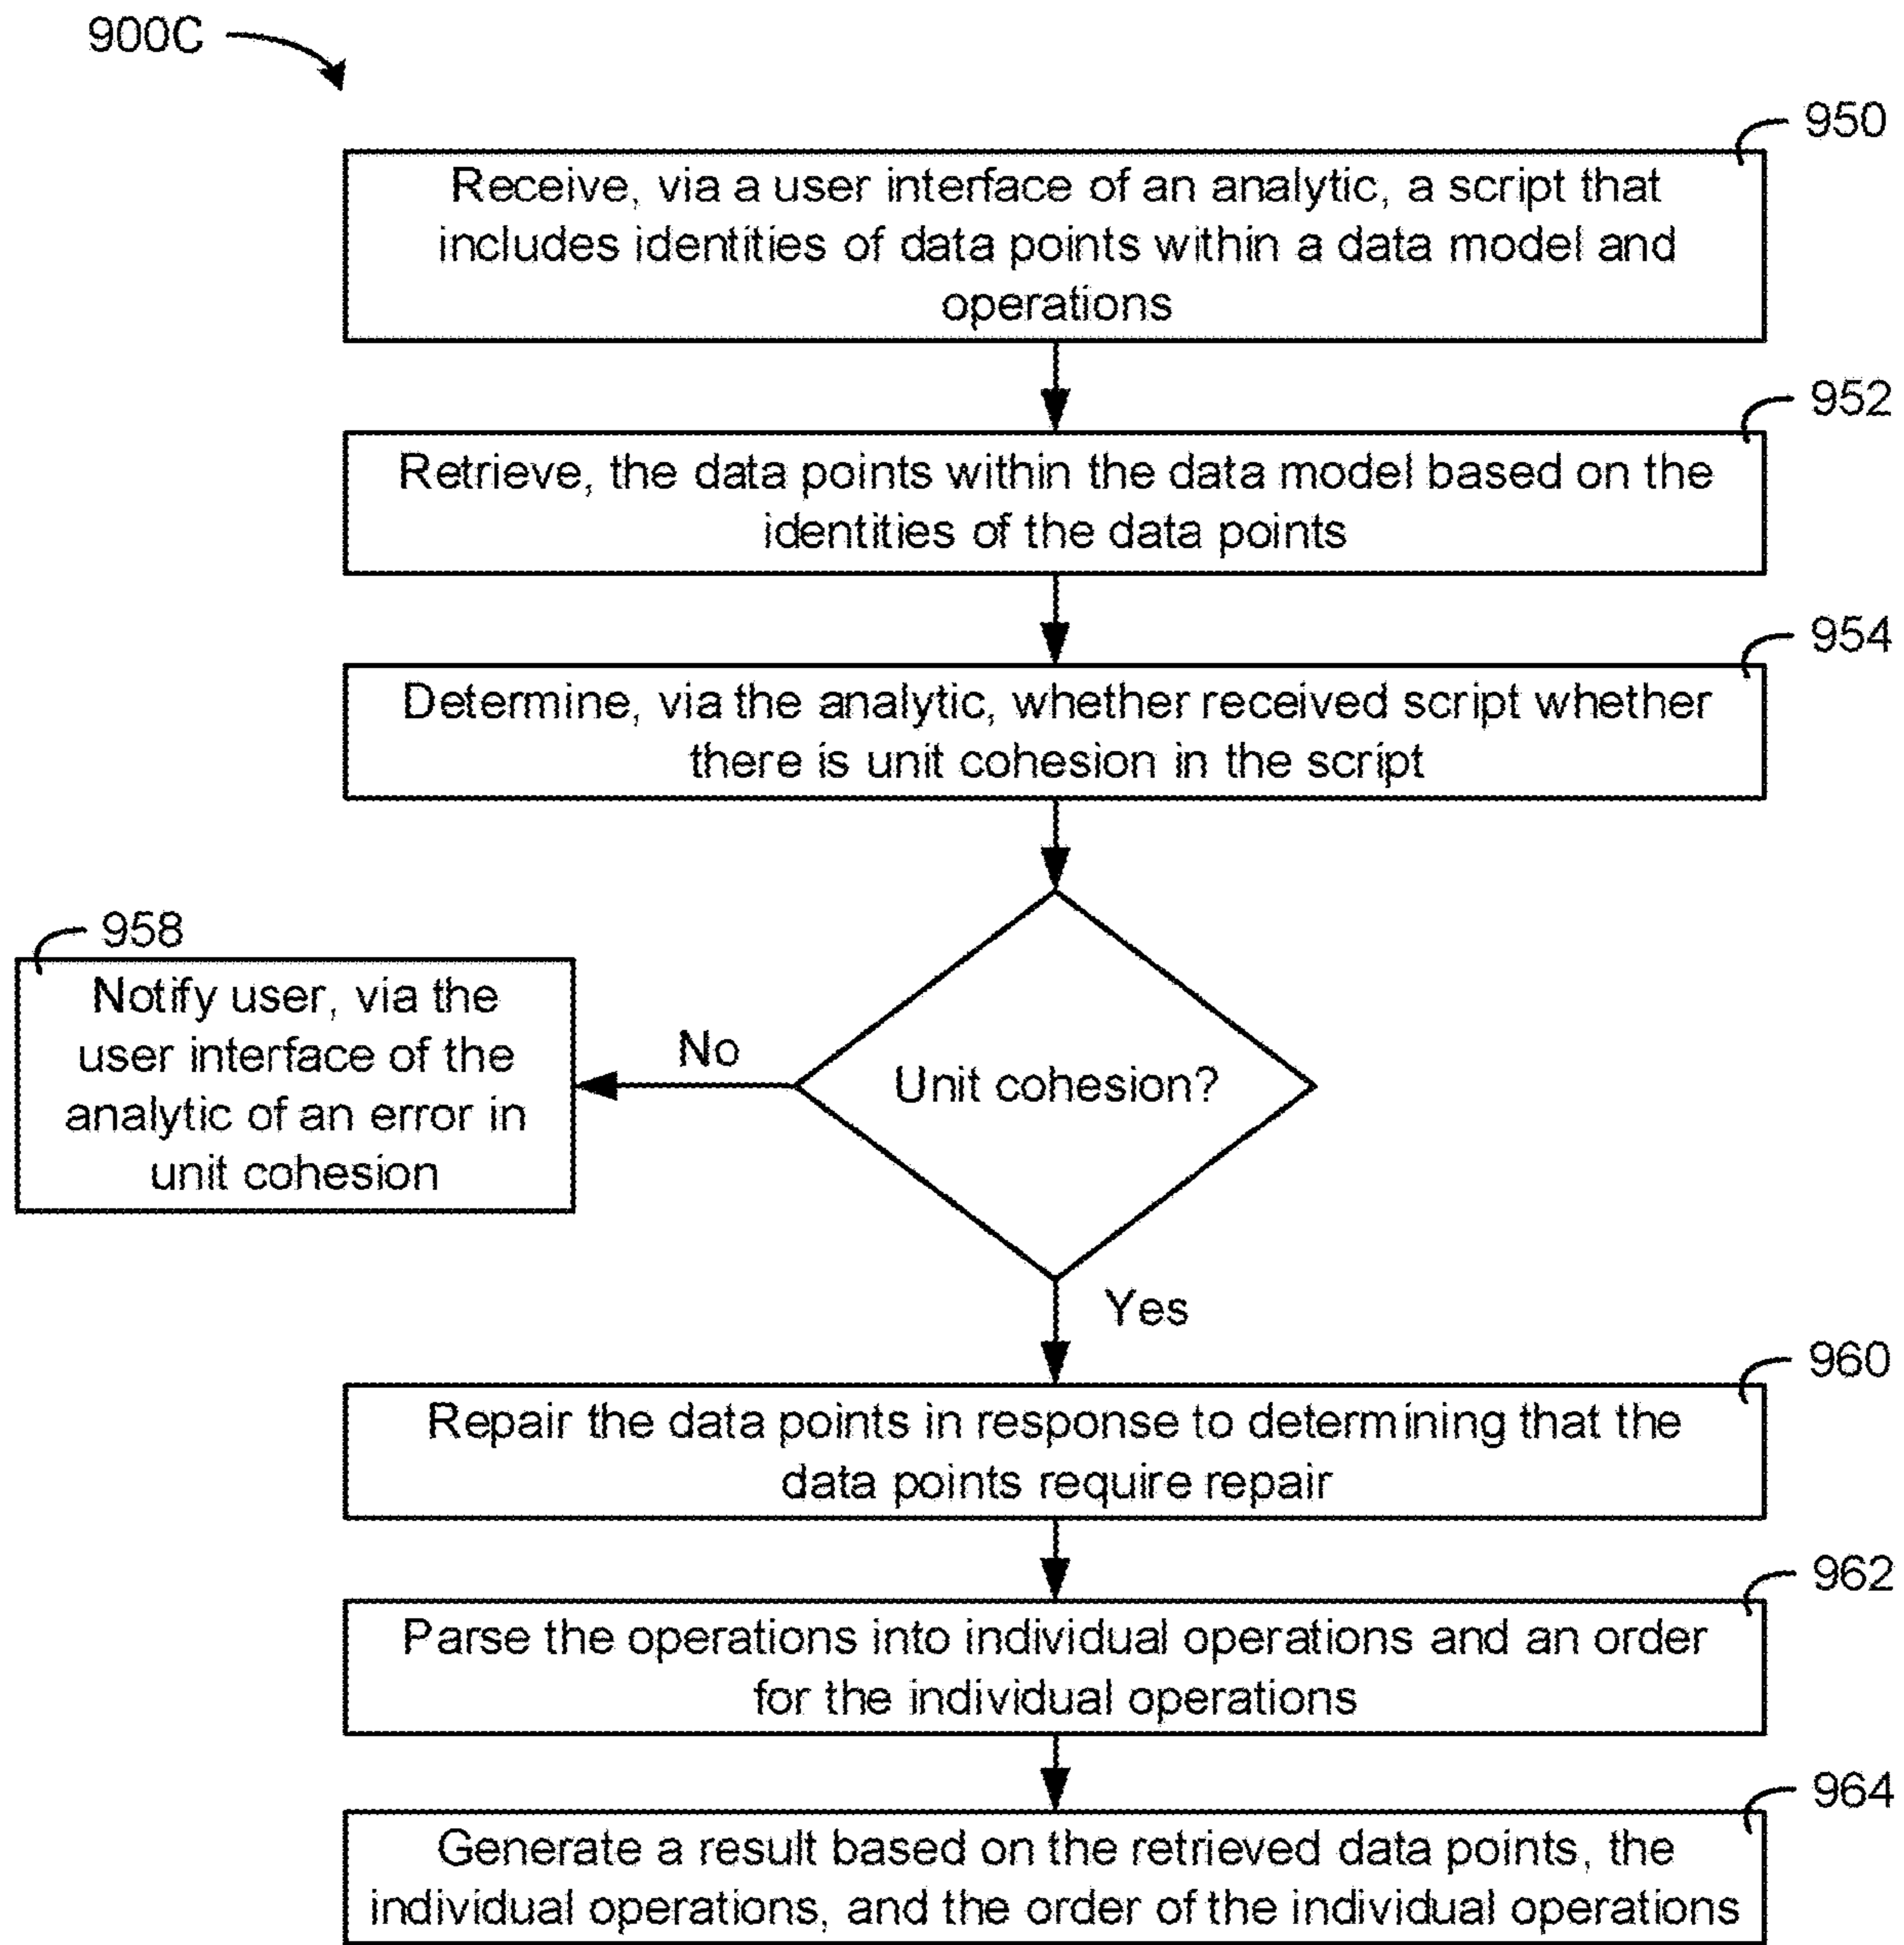 900C
950
Receive, via a user interface of an analytic, a script that
includes identities of data points within a data model and
operations
952
Retrieve, the data points within the data model based on the
identities of the data points
954
Determine, via the analytic, whether received script whether
there is unit cohesion in the script
958
Notify user, via the
user interface of the
analytic of an error in
unit cohesion
No
Unit cohesion?
Yes
960
Repair the data points in response to determining that the
data points require repair
962
Parse the operations into individual operations and an order
for the individual operations
964
Generate a result based on the retrieved data points, the
individual operations, and the order of the individual operations